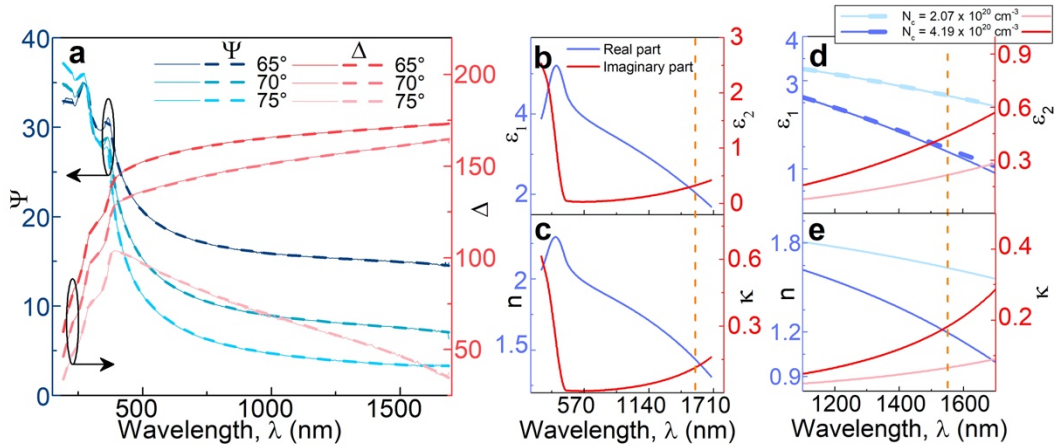 N_c = 2.07 x 10^20 cm^-3
N_c = 4.19 x 10^20 cm^-3
a
Ψ Δ
65° 65°
70° 70°
75° 75°
40
35
30
25
20
15
10
5
0
Ψ
200
150
100
50
Δ
500 1000 1500
Wavelength, λ (nm)
b
Real part
Imaginary part
4
2
ε1
3
2
1
0
ε2
c
2
1.5
n
0.6
0.3
κ
570 1140 1710
Wavelength, λ (nm)
d
4
3
1
ε1
0.9
0.6
0.3
0
ε2
e
1.8
1.2
0.9
n
0.4
0.2
0
κ
1200 1400 1600
Wavelength, λ (nm)